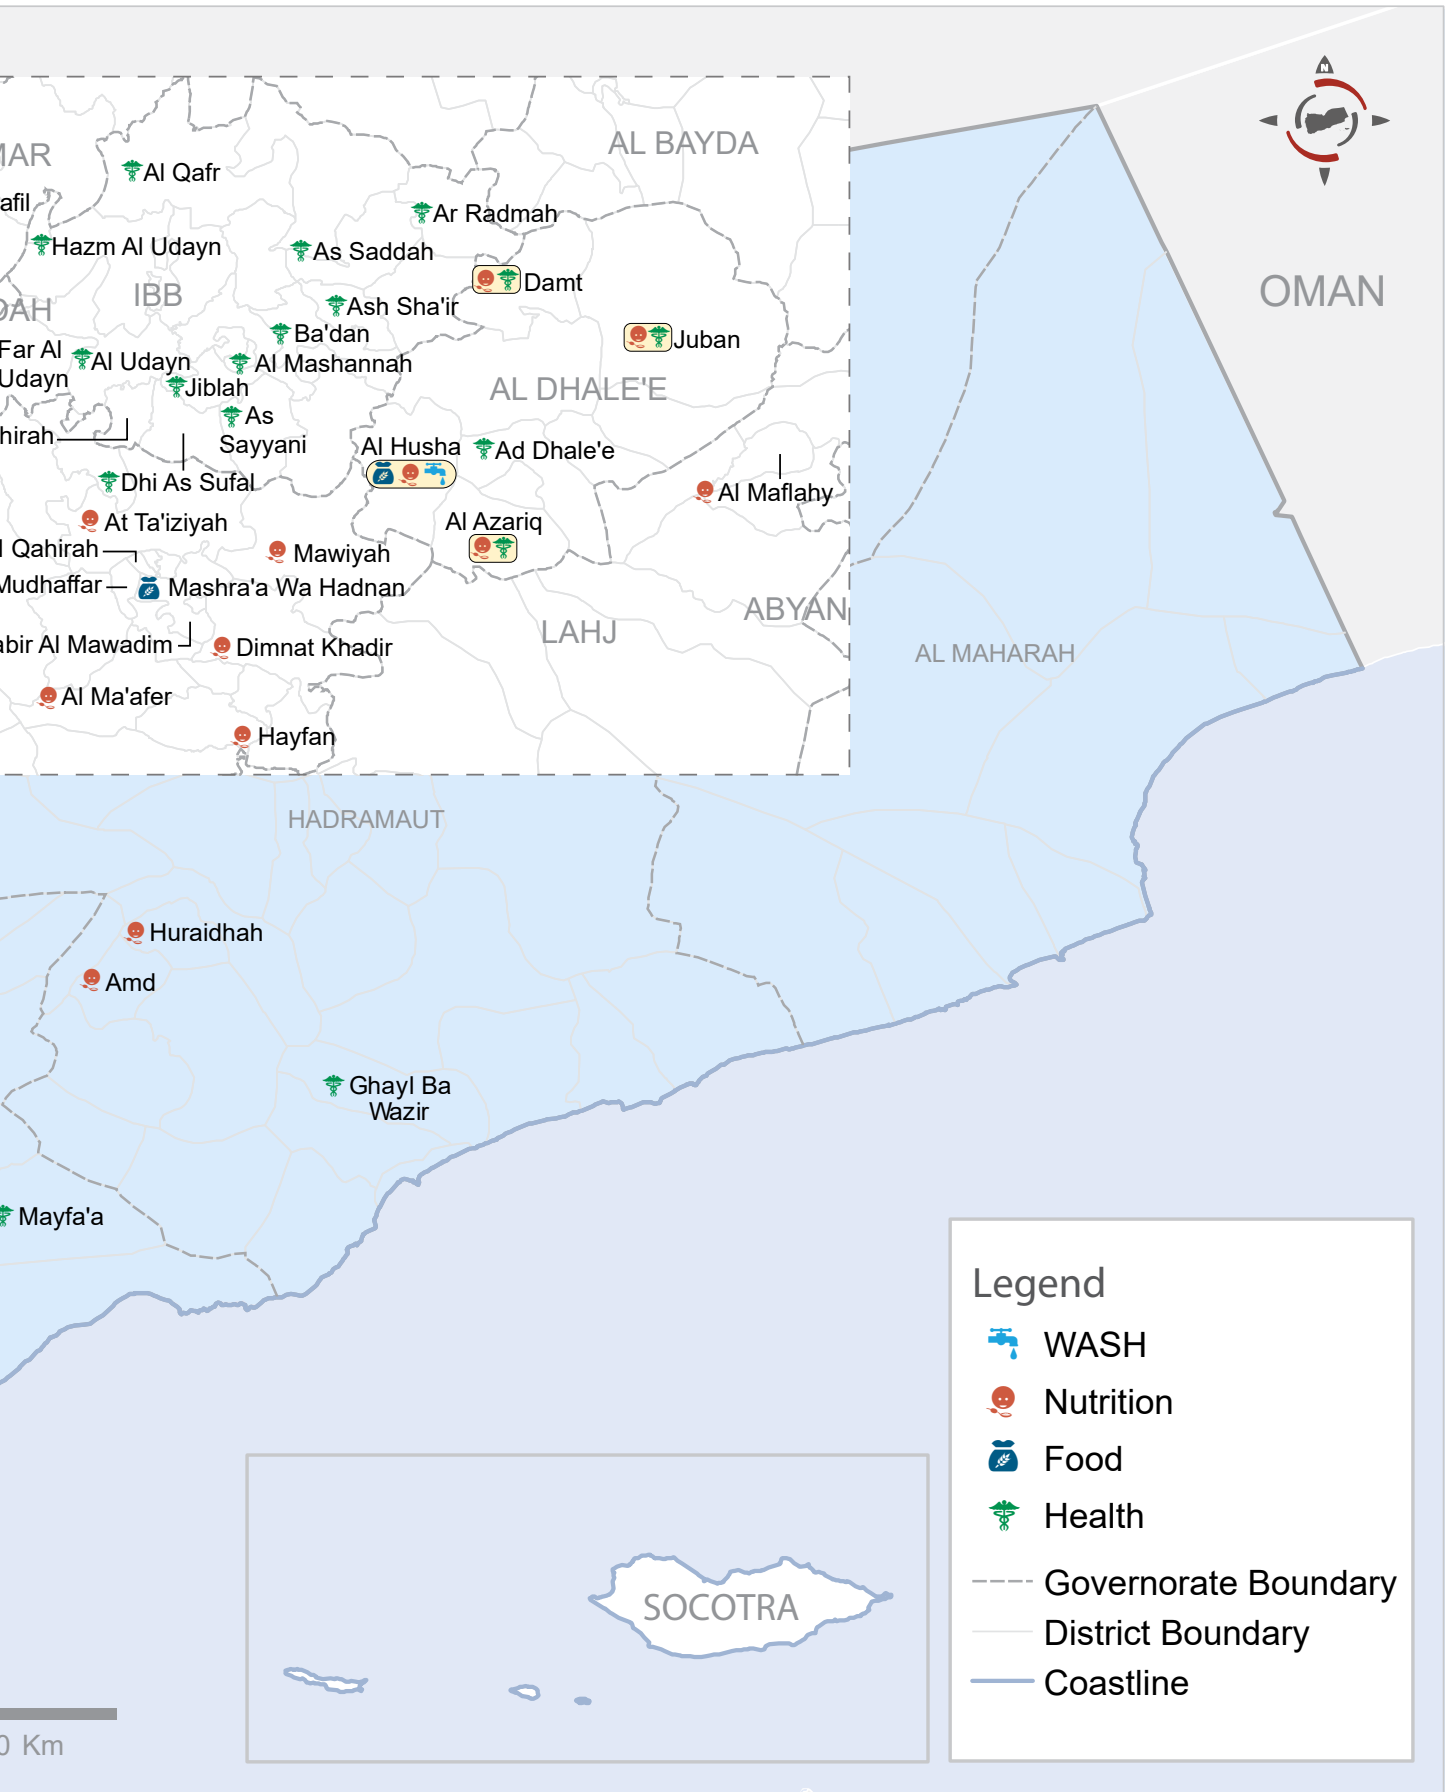 N
AL BAYDA
MAR
Al Qafr
afil
Ar Radmah
Hazm Al Udayn
As Saddah
Damt
OMAN
IBB
DAH
Ash Sha'ir
Ba'dan
Juban
Far Al
Udayn
Al Udayn
Al Mashannah
Jiblah
AL DHALE'E
As
Sayyani
hirah
Al Husha
Ad Dhale'e
Dhi As Sufal
Al Maflahy
At Ta'iziyah
Al Azariq
l Qahirah
Mawiyah
Mudhaffar
Mashra'a Wa Hadnan
ABYAN
LAHJ
abir Al Mawadim
Dimnat Khadir
AL MAHARAH
Al Ma'afer
Hayfan
HADRAMAUT
Huraidhah
Amd
Ghayl Ba
Wazir
Mayfa'a
Legend
WASH
Nutrition
Food
Health
Governorate Boundary
District Boundary
Coastline
SOCOTRA
0 Km